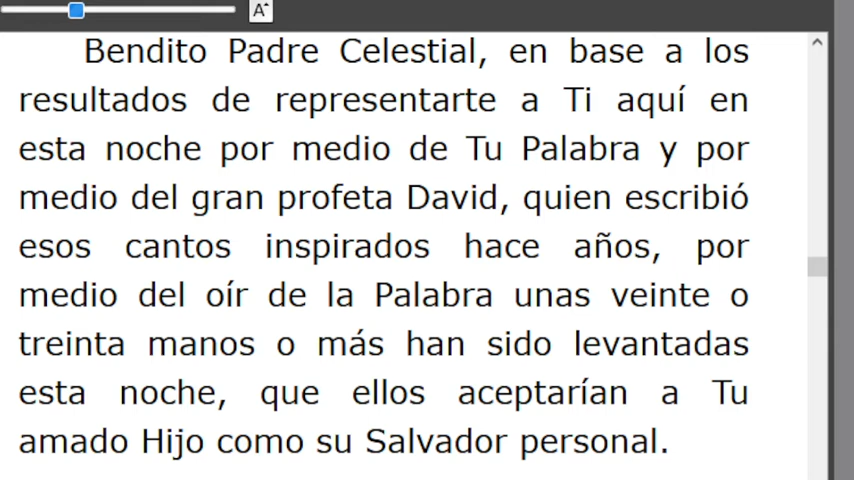 A
Bendito Padre Celestial, en base a los
resultados de representarte a Ti aquí en
esta noche por medio de Tu Palabra y por
medio del gran profeta David, quien escribió
esos cantos inspirados hace años, por
medio del oír de la Palabra unas veinte o
treinta manos o más han sido levantadas
esta noche, que ellos aceptarían a Tu
amado Hijo como su Salvador personal.